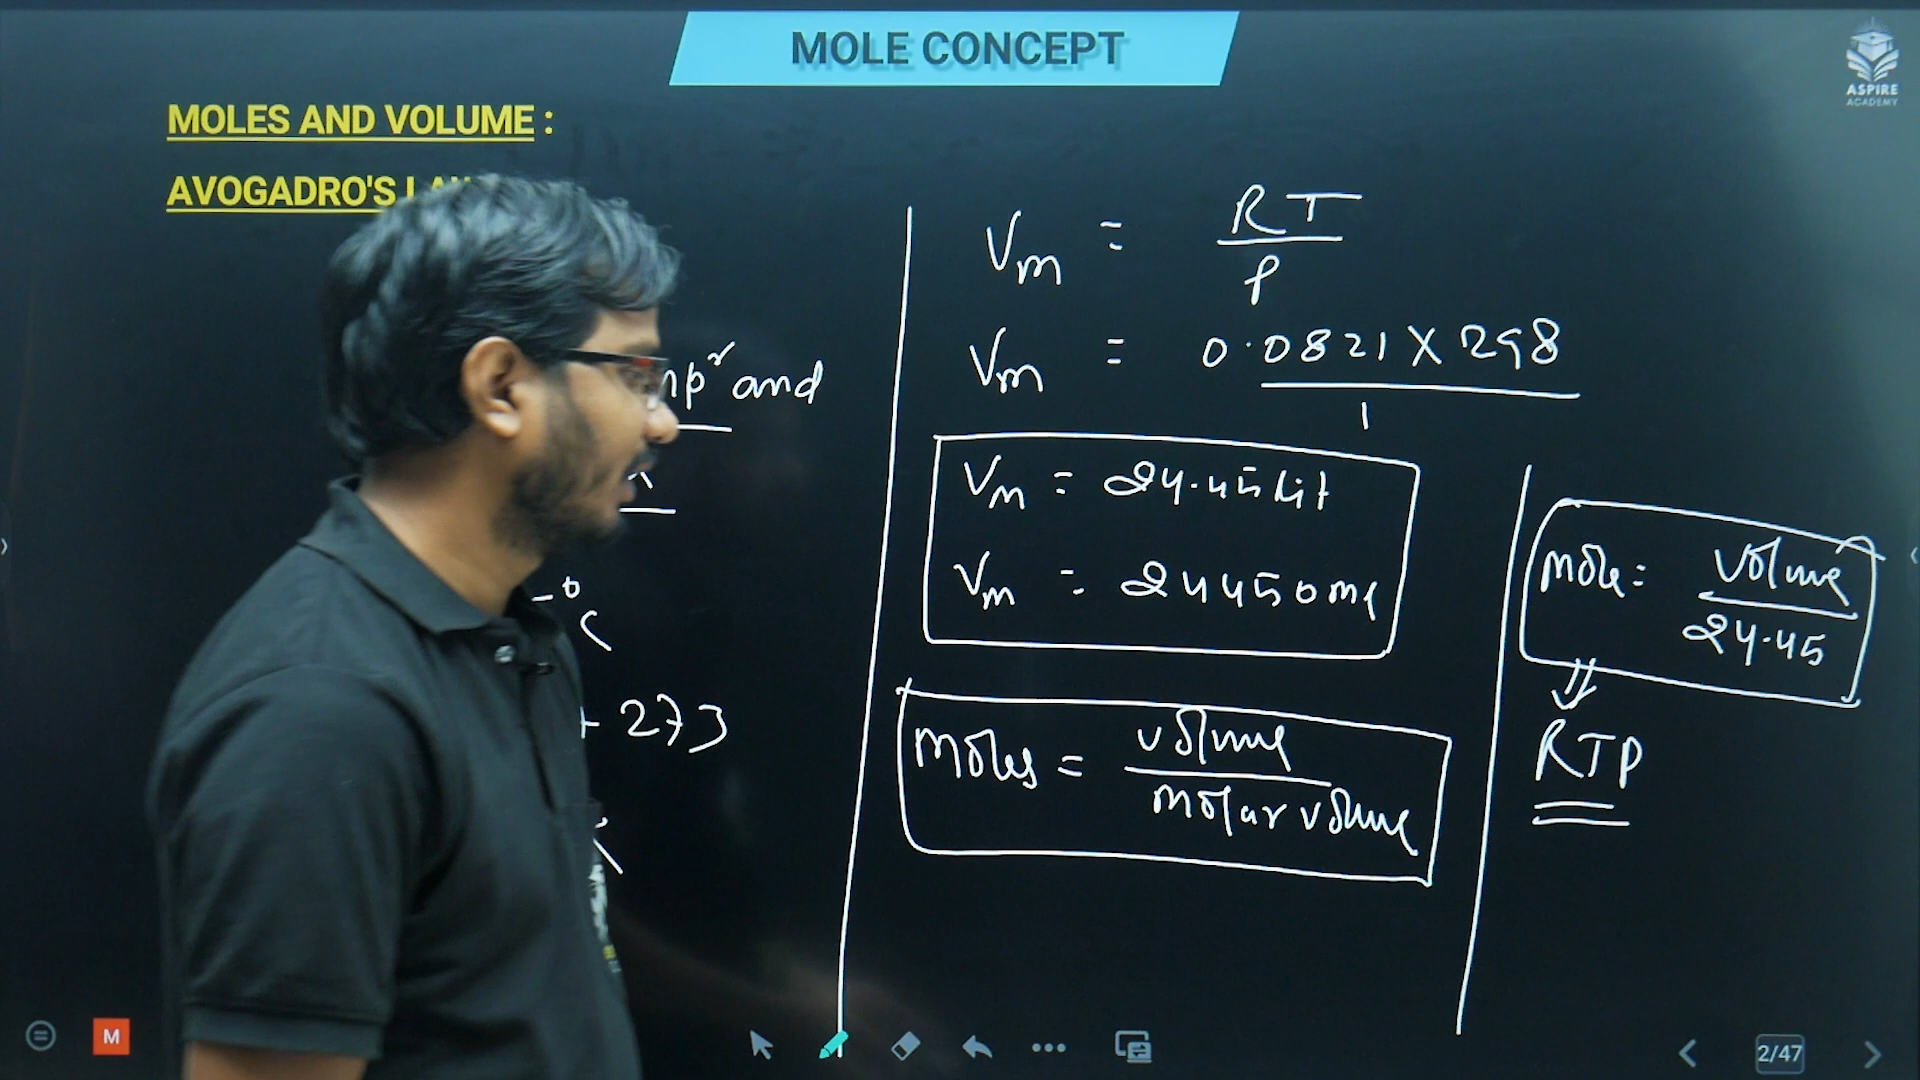 MOLE CONCEPT
ASPIRE
ACADEMY
MOLES AND VOLUME :
AVOGADRO'S
and
°C
+ 273
K
Vm = RT
P
Vm = 0.0821 X 298
1
Vm = 24.45 Lit
Vm = 24450 ml
Moles = volume
molar volume
Mole = volume
24.45
RTP
M
2/47